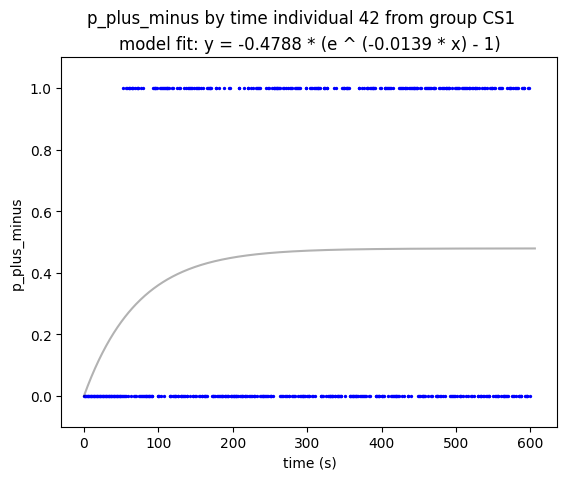 p_plus_minus by time individual 42 from group CS1
model fit: y = -0.4788 * (e ^ (-0.0139 * x) - 1)
1.0
0.8
0.6
0.4
0.2
0.0
p_plus_minus
0 100 200 300 400 500 600
time (s)